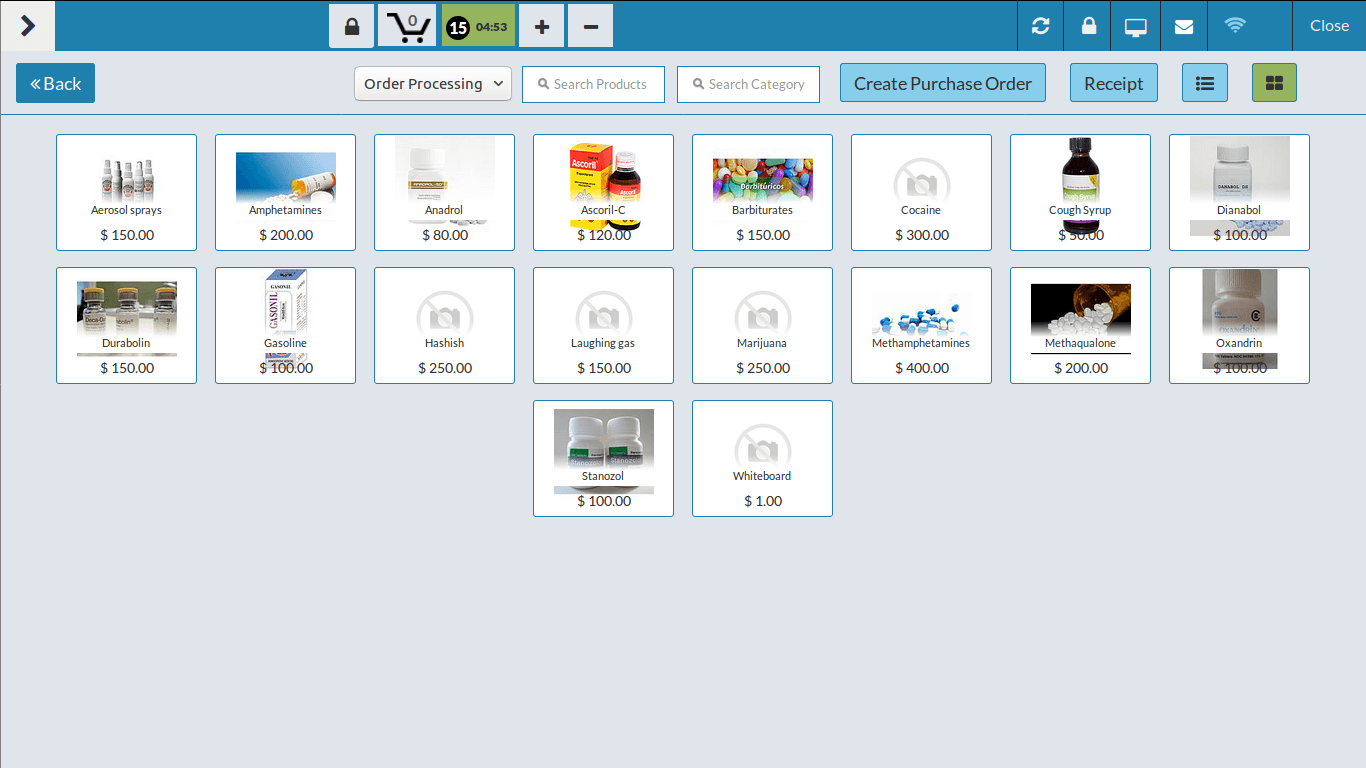 0
15 04:53
Close
Back
Order Processing
Search Products
Search Category
Create Purchase Order
Receipt
Aerosol sprays
$ 150.00
Amphetamines
$ 200.00
ANADROL-50
Anadrol
$ 80.00
Ascoril
Ascoril
Ascoril-C
$ 120.00
Barbitúricos
Barbiturates
$ 150.00
Cocaine
$ 300.00
Cough Syrup
$ 50.00
DANABOL DS
Dianabol
$ 100.00
Durabolin
$ 150.00
GASONIL
GASONIL
Gasoline
$ 100.00
Hashish
$ 250.00
Laughing gas
$ 150.00
Marijuana
$ 250.00
Methamphetamines
$ 400.00
Methaqualone
$ 200.00
OXANDRIN
Oxandrin
$ 100.00
Stanozol
$ 100.00
Whiteboard
$ 1.00